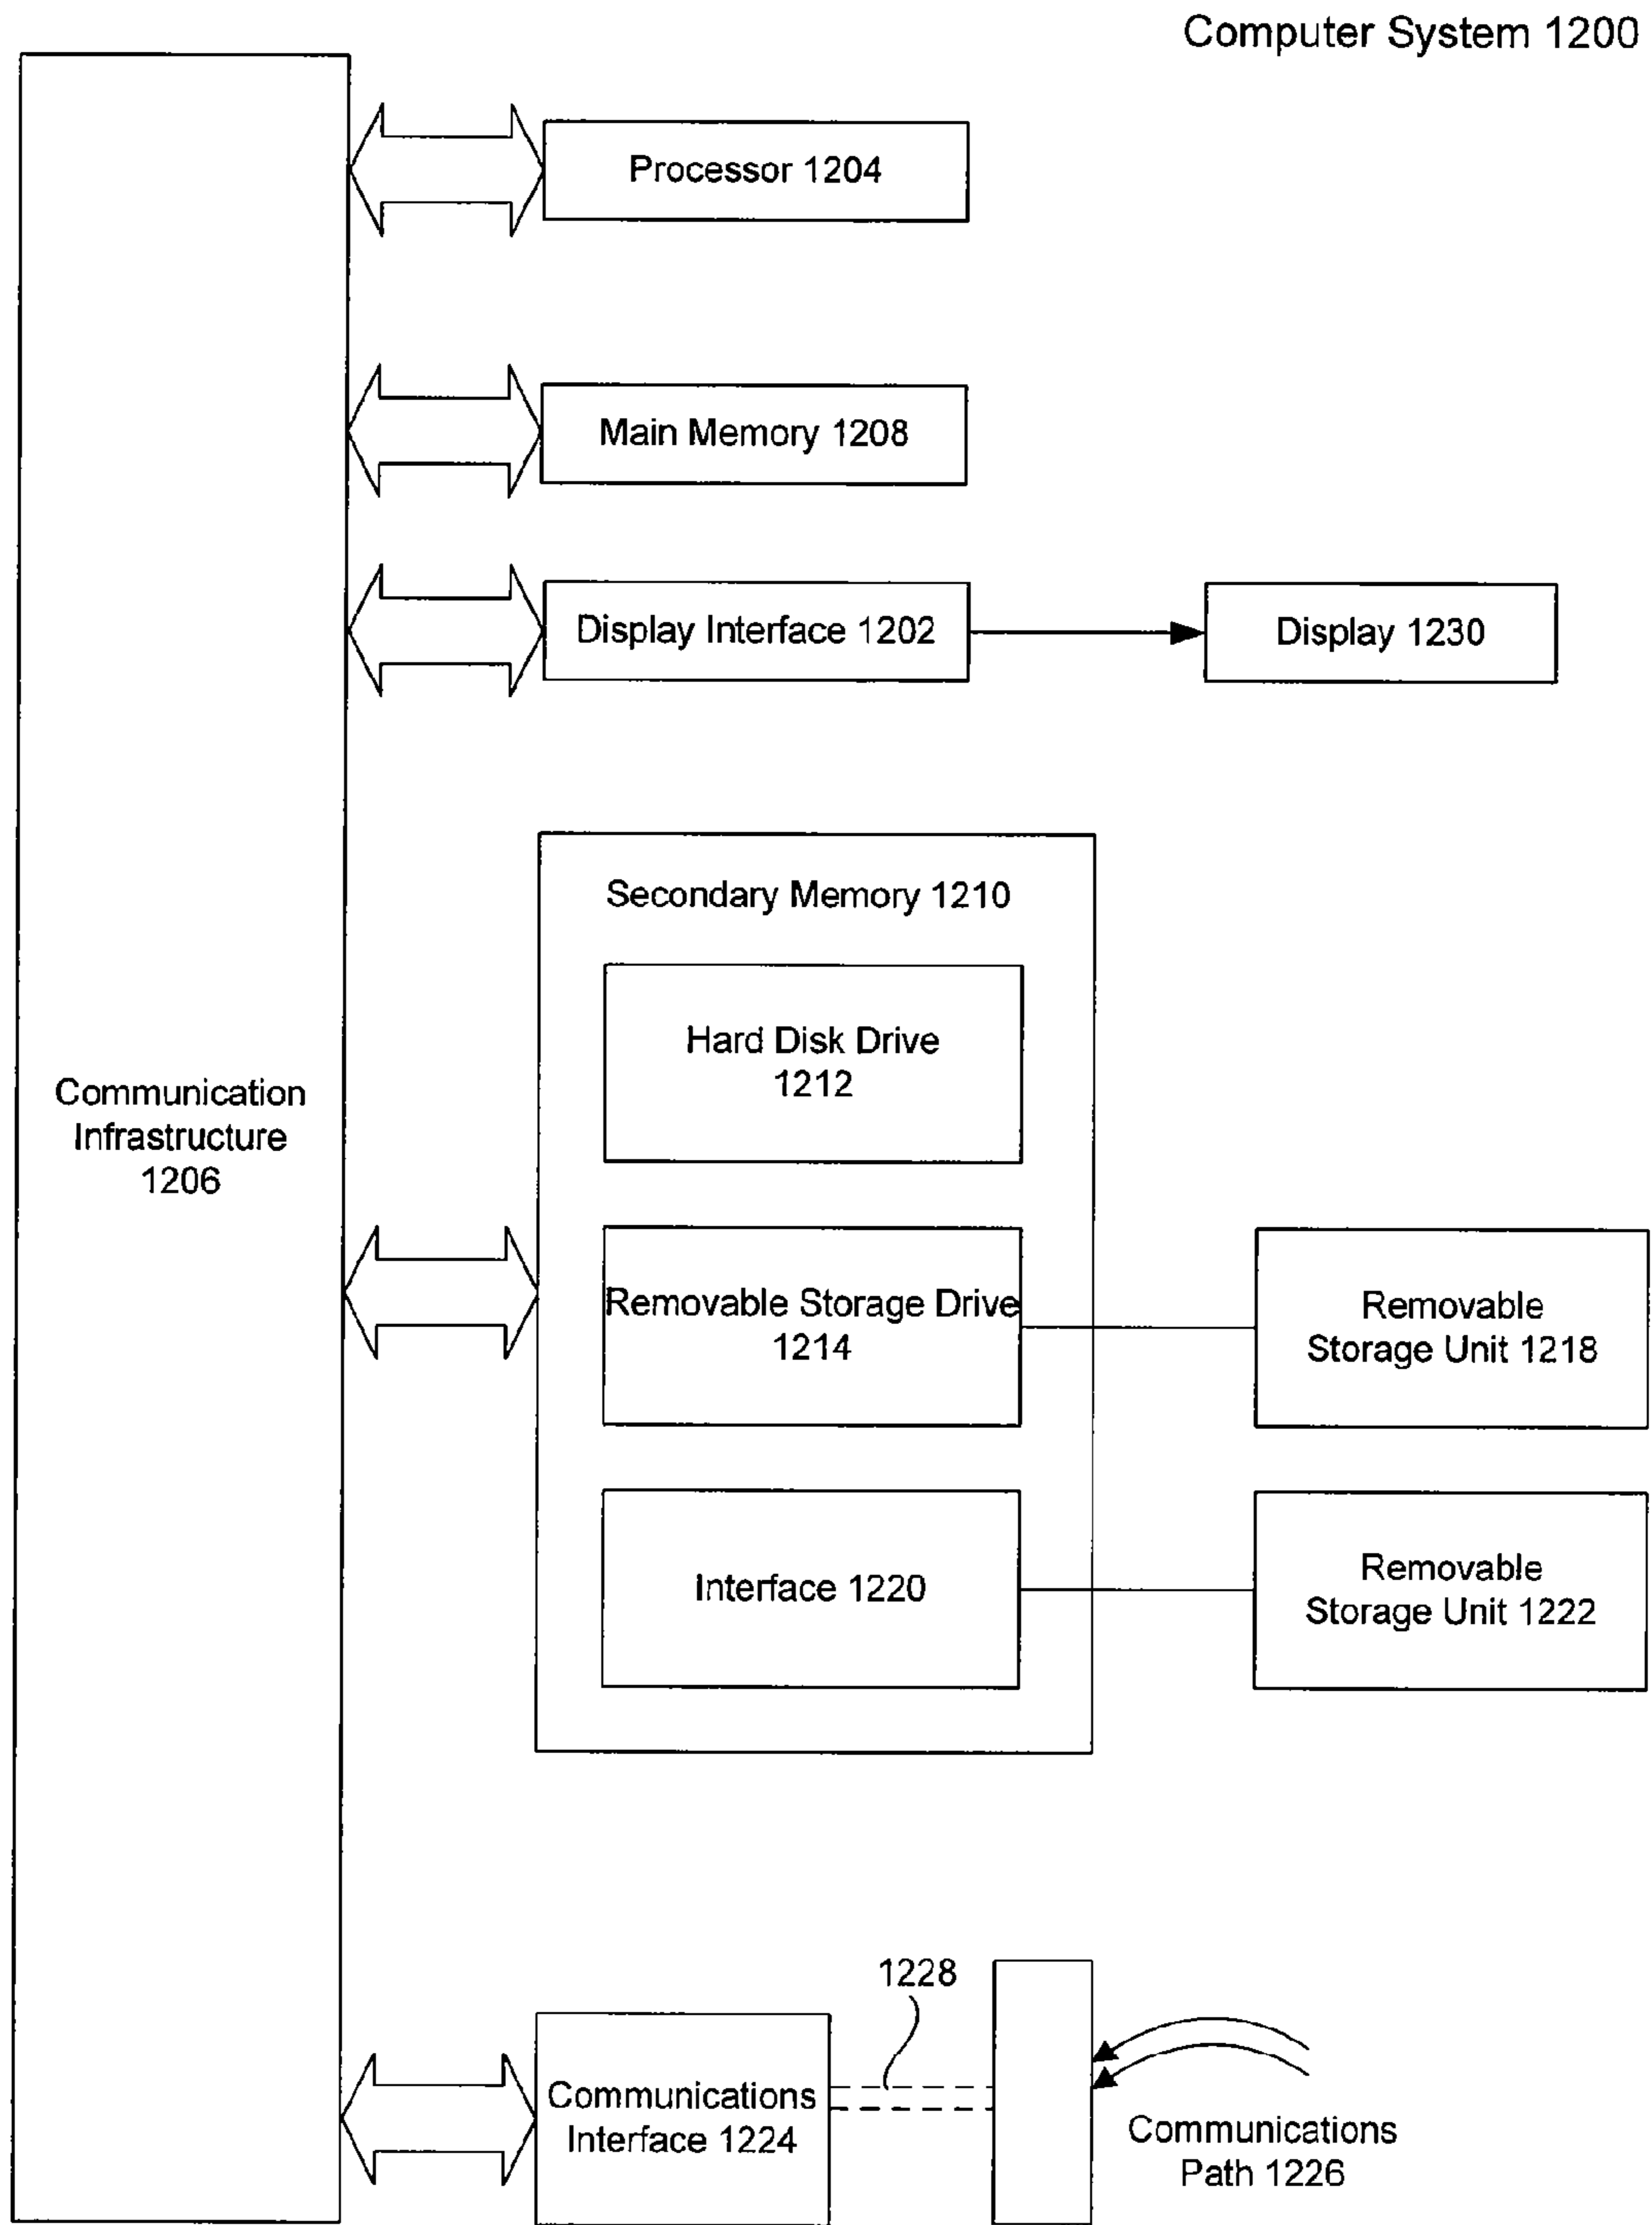 Computer System 1200
Processor 1204
Main Memory 1208
Display Interface 1202
Display 1230
Secondary Memory 1210
Hard Disk Drive
1212
Communication
Infrastructure
1206
Removable Storage Drive
1214
Removable
Storage Unit 1218
Interface 1220
Removable
Storage Unit 1222
1228
Communications
Interface 1224
Communications
Path 1226